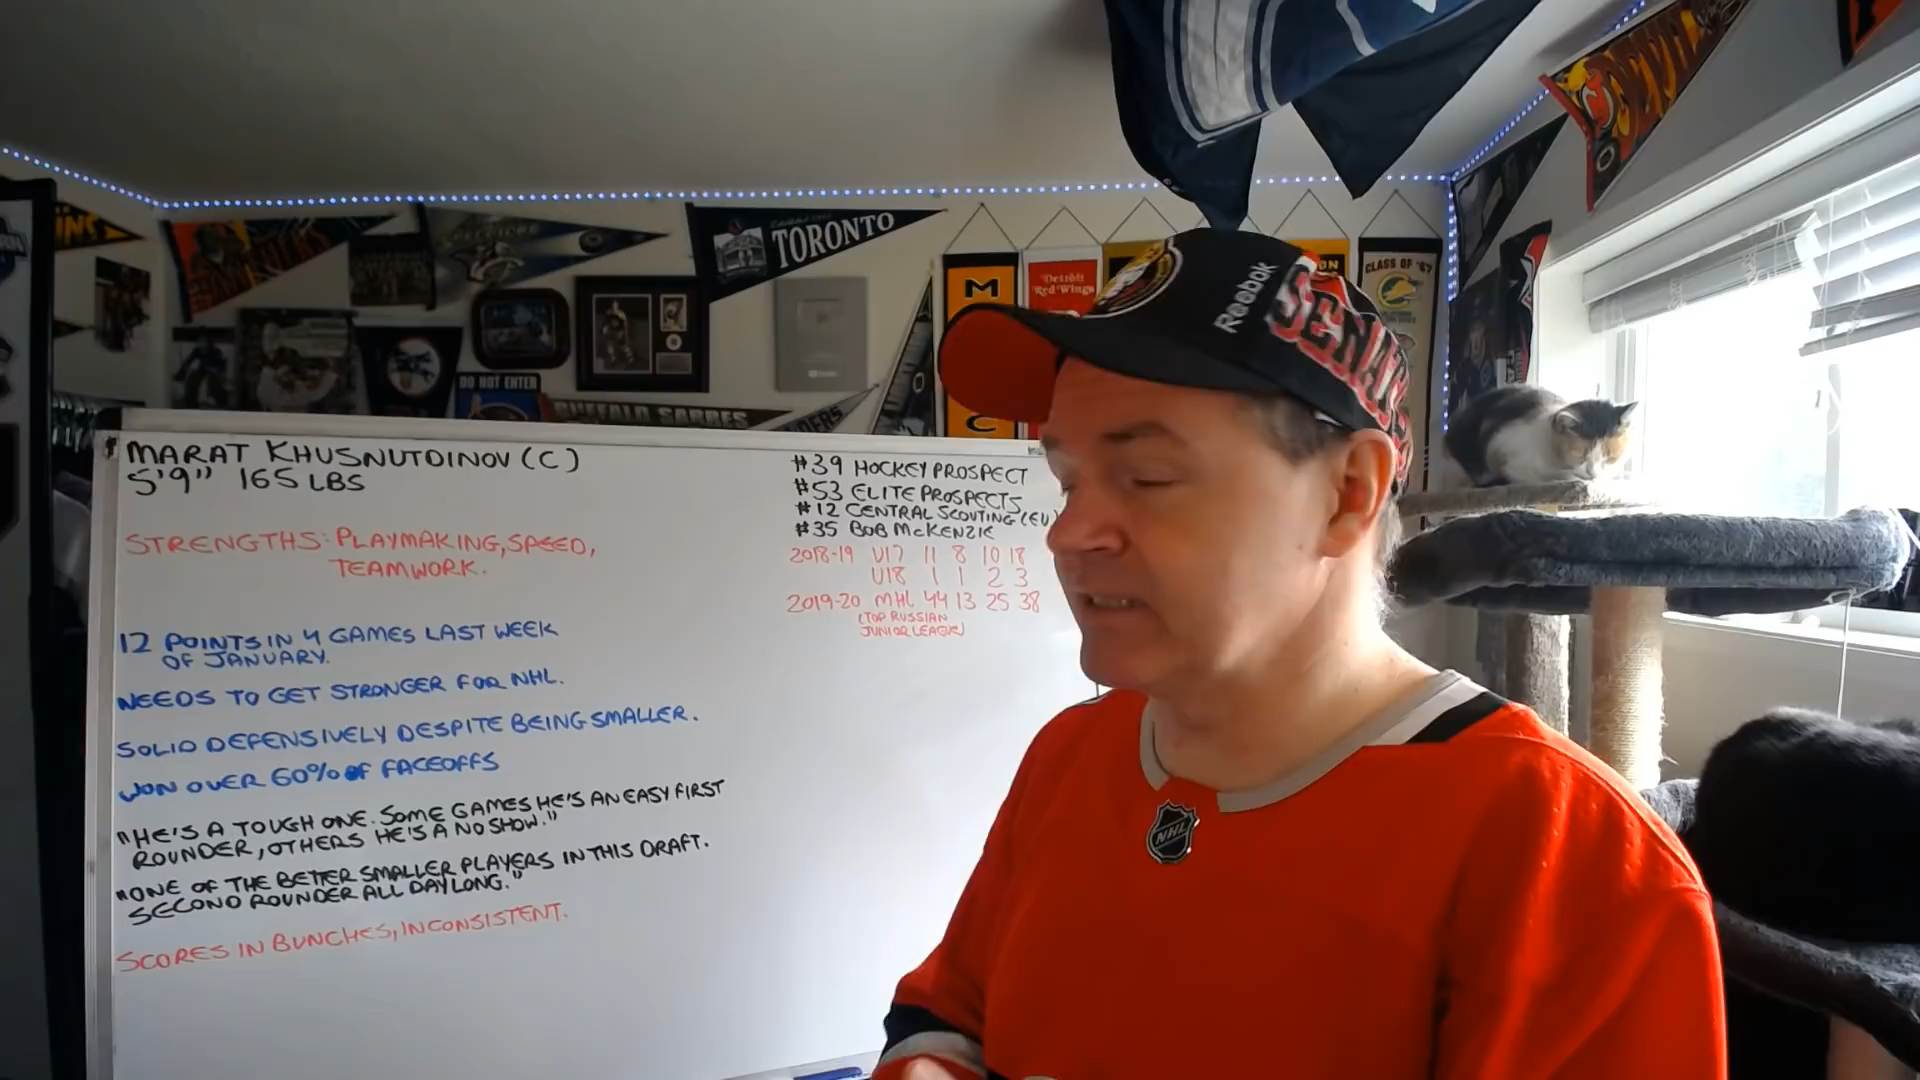 TORONTO
M
C
Detroit
Red Wings
CLASS OF '67
DO NOT ENTER
BUFFALO SABRES
Reebok
SENAT
NHL
MARAT KHUSNUTDINOV (C)
5'9" 165 LBS
STRENGTHS: PLAYMAKING, SPEED,
TEAMWORK.
12 POINTS IN 4 GAMES LAST WEEK
OF JANUARY.
NEEDS TO GET STRONGER FOR NHL.
SOLID DEFENSIVELY DESPITE BEING SMALLER.
WON OVER 60% OF FACEOFFS
"HE'S A TOUGH ONE. SOME GAMES HE'S AN EASY FIRST
ROUNDER, OTHERS HE'S A NO SHOW."
"ONE OF THE BETTER SMALLER PLAYERS IN THIS DRAFT.
SECOND ROUNDER ALL DAY LONG."
SCORES IN BUNCHES, INCONSISTENT.
#39 HOCKEY PROSPECT
#53 ELITE PROSPECTS
#12 CENTRAL SCOUTING (EU)
#35 BOB McKENZIE
2018-19 U17 11 8 10 18
U18 1 1 2 3
2019-20 MHL 44 13 25 38
(TOP RUSSIAN
JUNIOR LEAGUE)